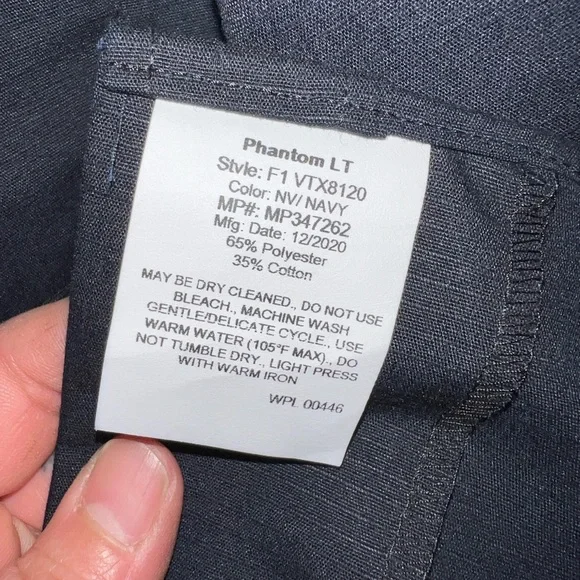 Phantom LT
Style: F1 VTX8120
Color: NV/ NAVY
MP#: MP347262
Mfg: Date: 12/2020
65% Polyester
35% Cotton
MAY BE DRY CLEANED., DO NOT USE
BLEACH., MACHINE WASH
GENTLE/DELICATE CYCLE., USE
WARM WATER (105°F MAX)., DO
NOT TUMBLE DRY., LIGHT PRESS
WITH WARM IRON
WPL 00446